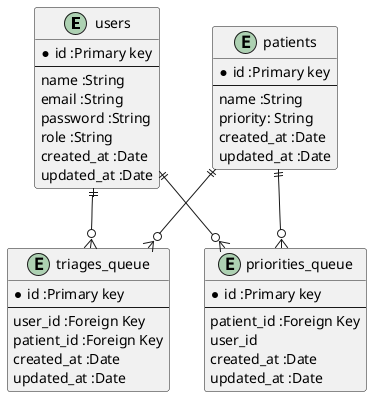 E users
* id :Primary key
name :String
email :String
password :String
role :String
created_at :Date
updated_at :Date
E patients
* id :Primary key
name :String
priority: String
created_at :Date
updated_at :Date
E triages_queue
* id :Primary key
user_id :Foreign Key
patient_id :Foreign Key
created_at :Date
updated_at :Date
E priorities_queue
* id :Primary key
patient_id :Foreign Key
user_id
created_at :Date
updated_at :Date